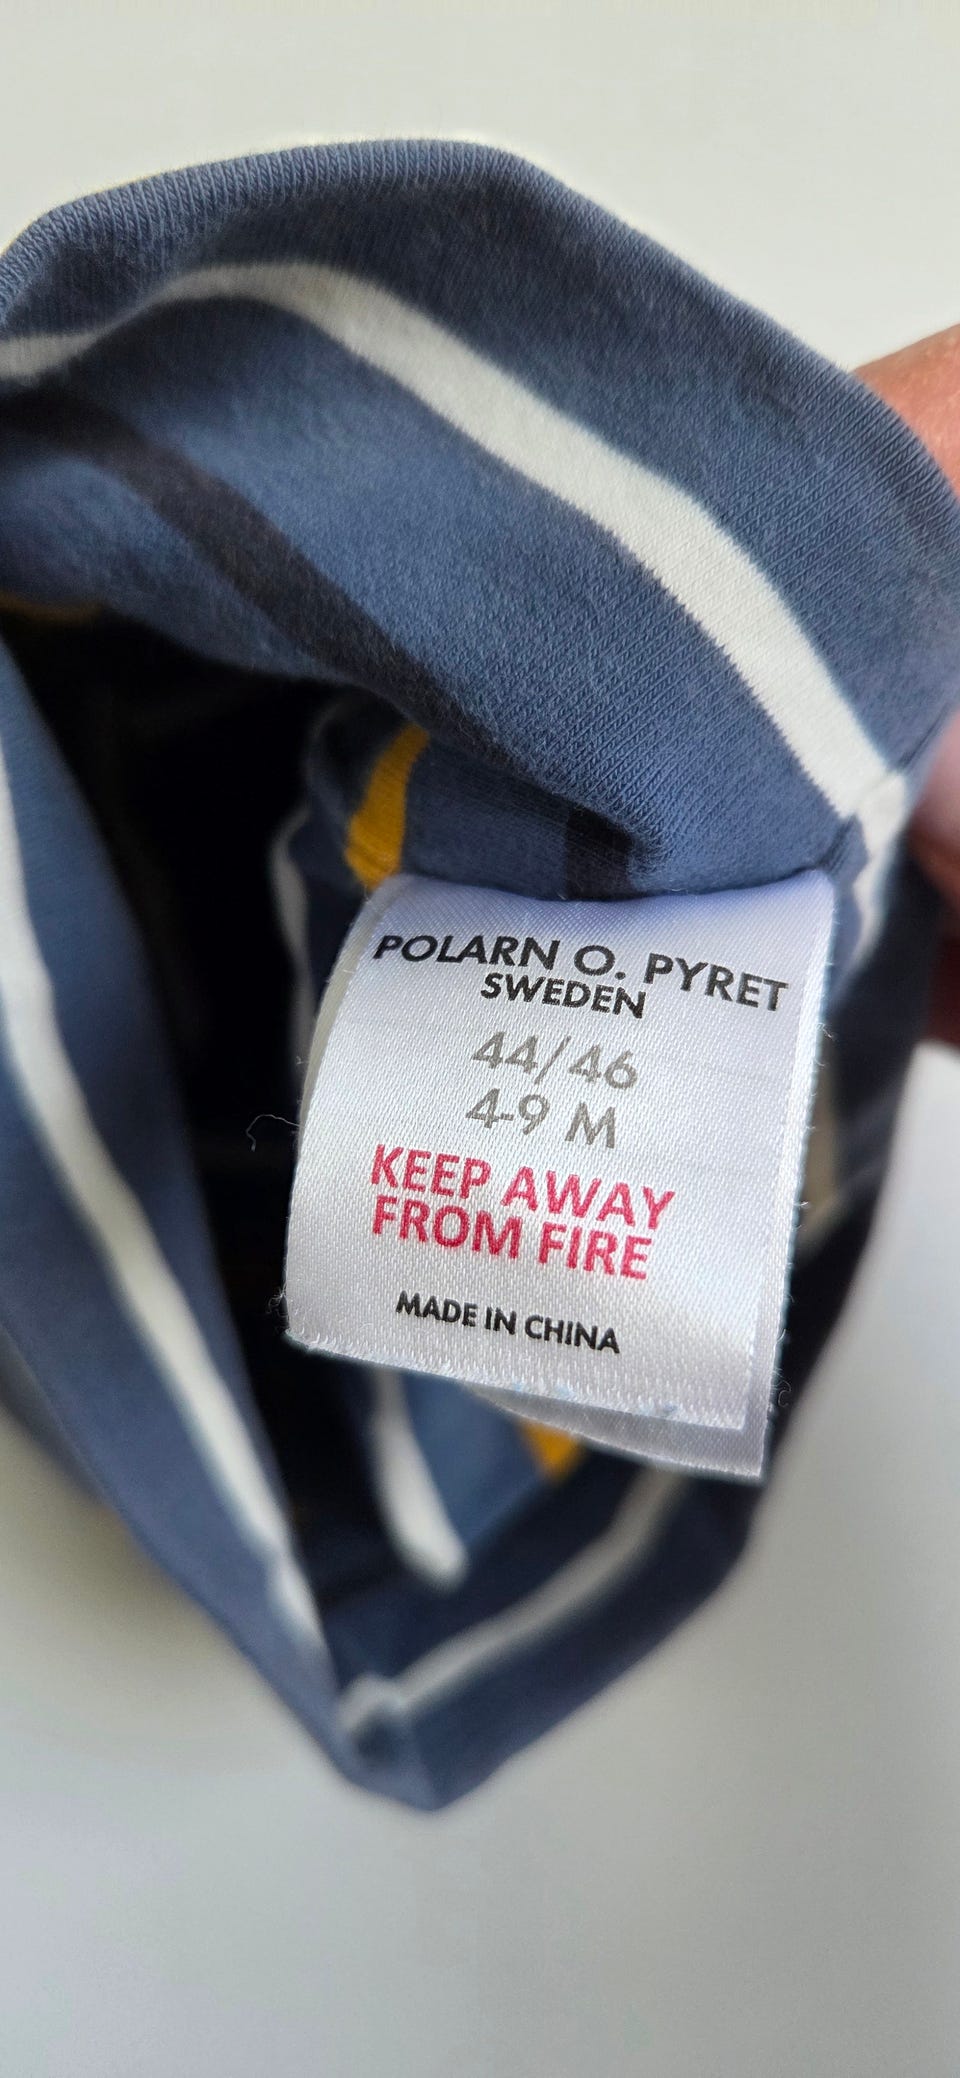 POLARN O. PYRET
SWEDEN
44/46
4-9 M
KEEP AWAY
FROM FIRE
MADE IN CHINA